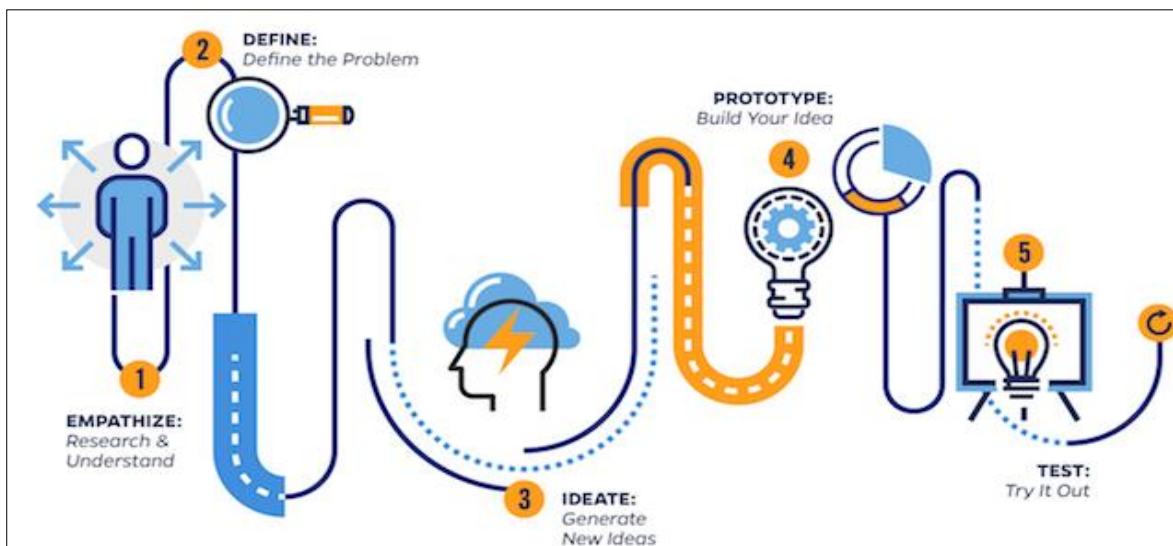 1
EMPATHIZE:
Research &
Understand
2
DEFINE:
Define the Problem
3
IDEATE:
Generate
New Ideas
PROTOTYPE:
Build Your Idea
4
5
TEST:
Try It Out